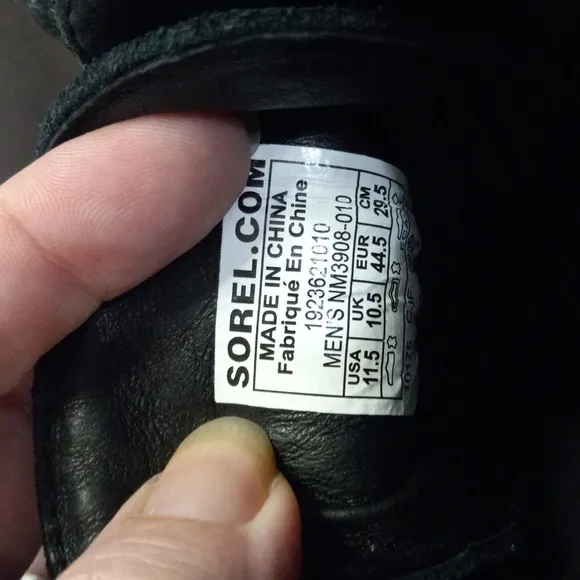 SOREL.COM
MADE IN CHINA
Fabriqué En Chine
1923621010
MEN'S NM3908-010
USA UK EUR CM
11.5 10.5 44.5 29.5